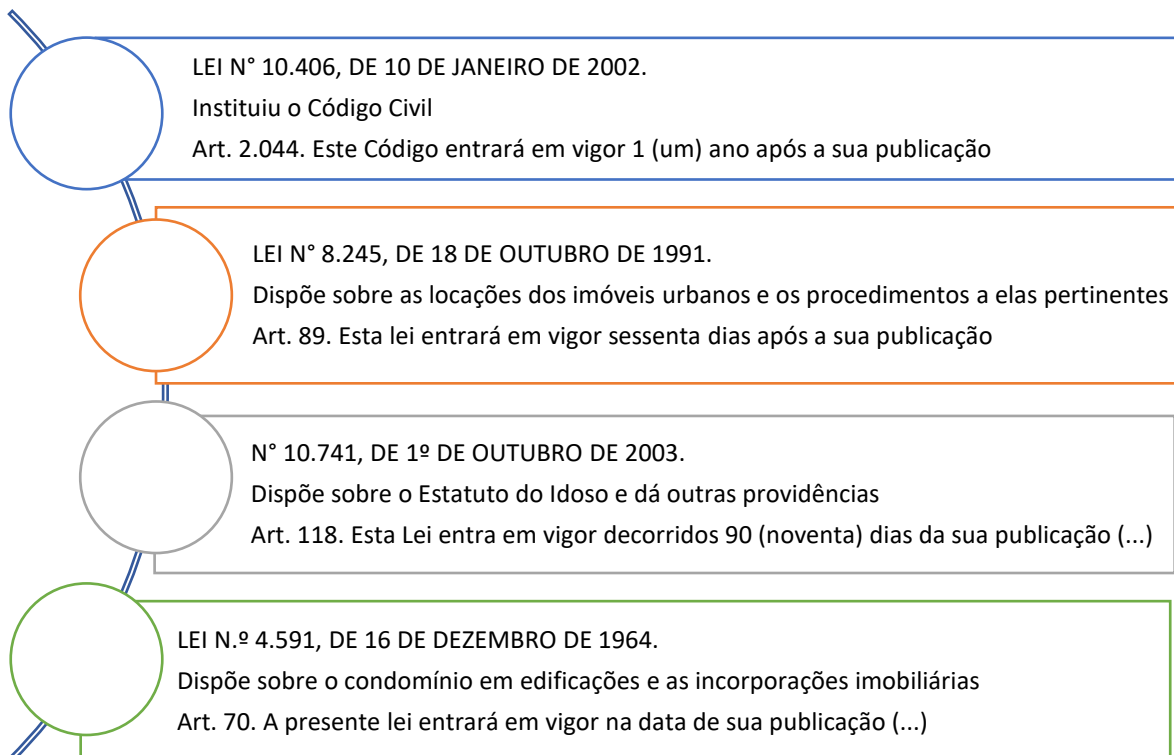 LEI N° 10.406, DE 10 DE JANEIRO DE 2002.
Instituiu o Código Civil
Art. 2.044. Este Código entrará em vigor 1 (um) ano após a sua publicação
LEI N° 8.245, DE 18 DE OUTUBRO DE 1991.
Dispõe sobre as locações dos imóveis urbanos e os procedimentos a elas pertinentes
Art. 89. Esta lei entrará em vigor sessenta dias após a sua publicação
N° 10.741, DE 1º DE OUTUBRO DE 2003.
Dispõe sobre o Estatuto do Idoso e dá outras providências
Art. 118. Esta Lei entra em vigor decorridos 90 (noventa) dias da sua publicação (...)
LEI N.º 4.591, DE 16 DE DEZEMBRO DE 1964.
Dispõe sobre o condomínio em edificações e as incorporações imobiliárias
Art. 70. A presente lei entrará em vigor na data de sua publicação (...)